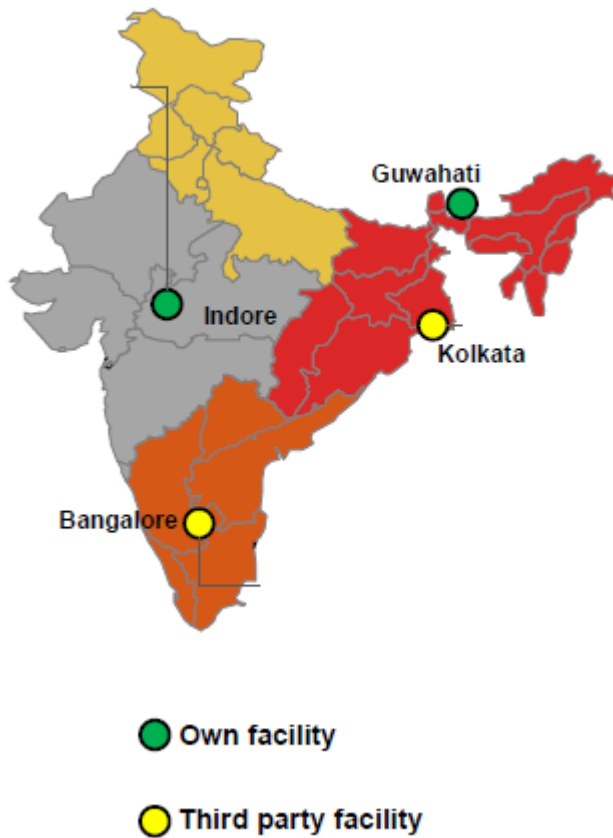 Guwahati
Indore
Kolkata
Bangalore
Own facility
Third party facility